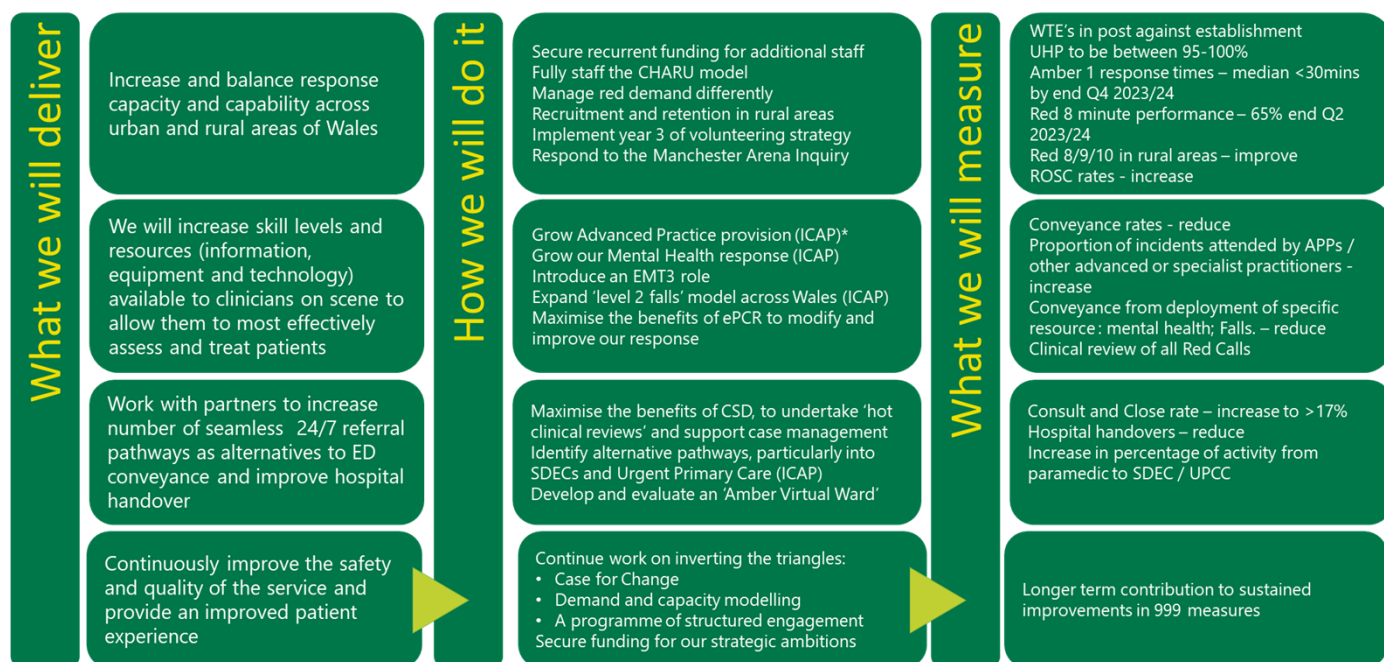 What we will deliver
Increase and balance response
capacity and capability across
urban and rural areas of Wales
We will increase skill levels and
resources (information,
equipment and technology)
available to clinicians on scene to
allow them to most effectively
assess and treat patients
Work with partners to increase
number of seamless 24/7 referral
pathways as alternatives to ED
conveyance and improve hospital
handover
Continuously improve the safety
and quality of the service and
provide an improved patient
experience
How we will do it
Secure recurrent funding for additional staff
Fully staff the CHARU model
Manage red demand differently
Recruitment and retention in rural areas
Implement year 3 of volunteering strategy
Respond to the Manchester Arena Inquiry
Grow Advanced Practice provision (ICAP)*
Grow our Mental Health response (ICAP)
Introduce an EMT3 role
Expand ‘level 2 falls’ model across Wales (ICAP)
Maximise the benefits of ePCR to modify and
improve our response
Maximise the benefits of CSD, to undertake ‘hot
clinical reviews’ and support case management
Identify alternative pathways, particularly into
SDECs and Urgent Primary Care (ICAP)
Develop and evaluate an ‘Amber Virtual Ward’
Continue work on inverting the triangles:
• Case for Change
• Demand and capacity modelling
• A programme of structured engagement
Secure funding for our strategic ambitions
What we will measure
WTE’s in post against establishment
UHP to be between 95-100%
Amber 1 response times – median <30mins
by end Q4 2023/24
Red 8 minute performance – 65% end Q2
2023/24
Red 8/9/10 in rural areas – improve
ROSC rates - increase
Conveyance rates - reduce
Proportion of incidents attended by APPs /
other advanced or specialist practitioners -
increase
Conveyance from deployment of specific
resource : mental health; Falls. – reduce
Clinical review of all Red Calls
Consult and Close rate – increase to >17%
Hospital handovers – reduce
Increase in percentage of activity from
paramedic to SDEC / UPCC
Longer term contribution to sustained
improvements in 999 measures